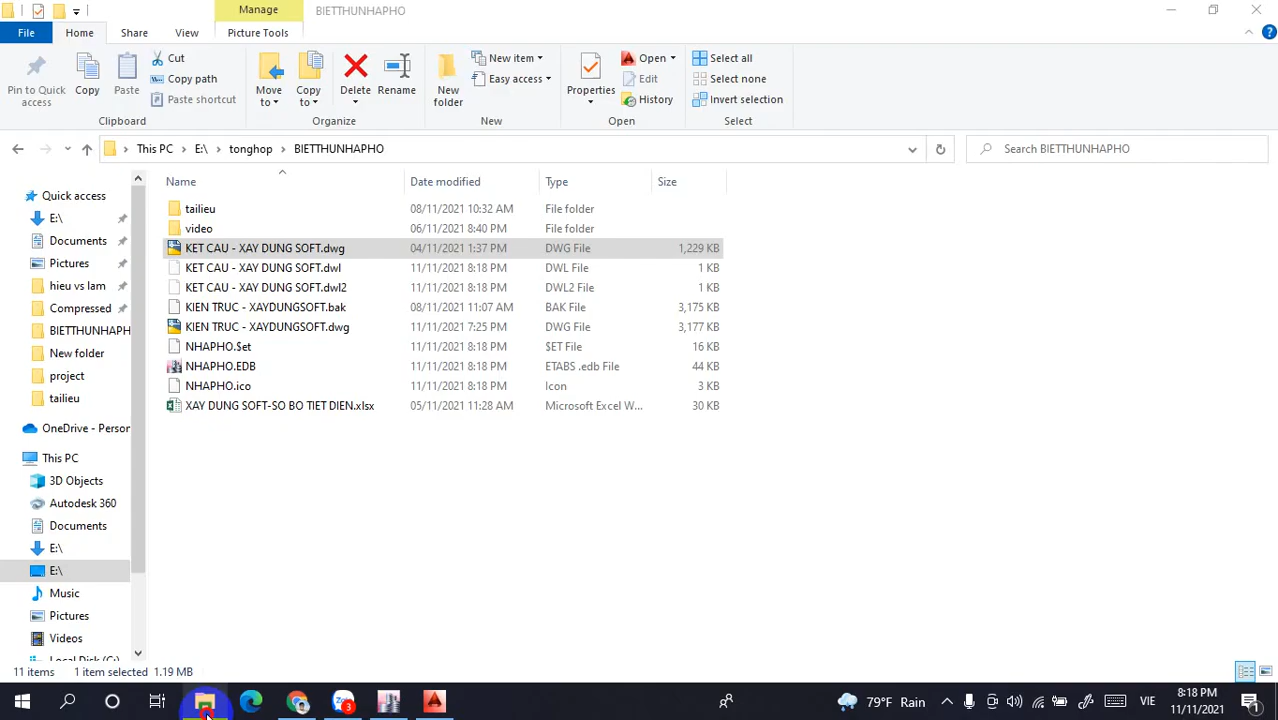 Manage
BIETTHUNHAPHO
File
Home
Share
View
Picture Tools
Pin to Quick access
Copy
Paste
Cut
Copy path
Paste shortcut
Clipboard
Move to
Copy to
Delete
Rename
Organize
New folder
New item
Easy access
New
Properties
Open
Edit
History
Open
Select all
Select none
Invert selection
Select
This PC > E:\ > tonghop > BIETTHUNHAPHO
Search BIETTHUNHAPHO
Name Date modified Type Size
tailieu 08/11/2021 10:32 AM File folder
video 06/11/2021 8:40 PM File folder
KET CAU - XAY DUNG SOFT.dwg 04/11/2021 1:37 PM DWG File 1,229 KB
KET CAU - XAY DUNG SOFT.dwl 11/11/2021 8:18 PM DWL File 1 KB
KET CAU - XAY DUNG SOFT.dwl2 11/11/2021 8:18 PM DWL2 File 1 KB
KIEN TRUC - XAYDUNGSOFT.bak 08/11/2021 11:07 AM BAK File 3,175 KB
KIEN TRUC - XAYDUNGSOFT.dwg 11/11/2021 7:25 PM DWG File 3,177 KB
NHAPHO.$et 11/11/2021 8:18 PM $ET File 16 KB
NHAPHO.EDB 11/11/2021 8:18 PM ETABS .edb File 44 KB
NHAPHO.ico 11/11/2021 8:18 PM Icon 3 KB
XAY DUNG SOFT-SO BO TIET DIEN.xlsx 05/11/2021 11:28 AM Microsoft Excel W... 30 KB
Quick access
E:\
Documents
Pictures
hieu vs lam
Compressed
BIETTHUNHAPH
New folder
project
tailieu
OneDrive - Person
This PC
3D Objects
Autodesk 360
Documents
E:\
E:\
Music
Pictures
Videos
Local Disk (C:)
11 items 1 item selected 1.19 MB
3
79°F Rain
VIE
8:18 PM
11/11/2021
1